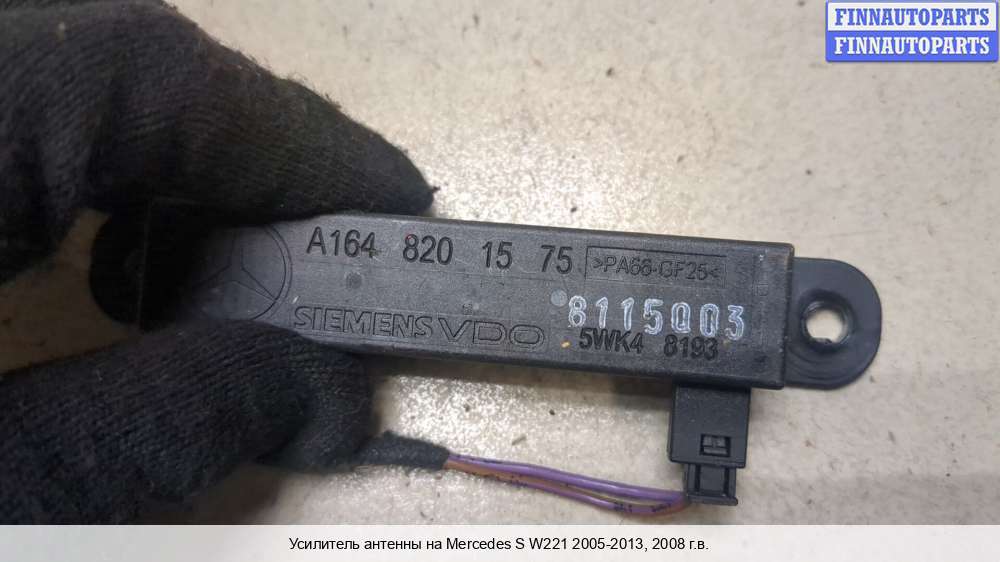 FINNAUTOPARTS
FINNAUTOPARTS
A164 820 15 75
>PA66-GF25<
8115003
SIEMENS VDO
5WK4 8193
Усилитель антенны на Mercedes S W221 2005-2013, 2008 г.в.